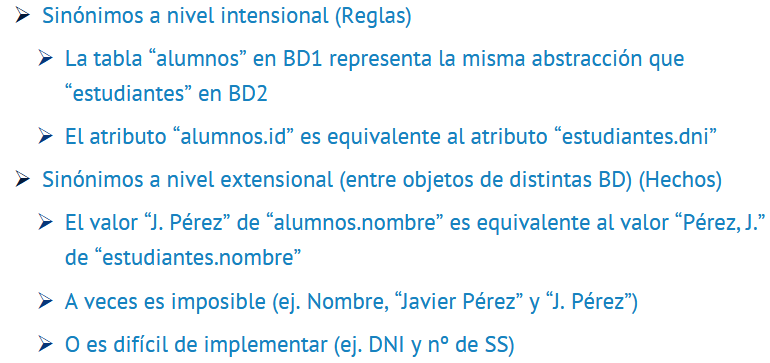 Sinónimos a nivel intensional (Reglas)
La tabla “alumnos” en BD1 representa la misma abstracción que
“estudiantes” en BD2
El atributo “alumnos.id” es equivalente al atributo “estudiantes.dni”
Sinónimos a nivel extensional (entre objetos de distintas BD) (Hechos)
El valor “J. Pérez” de “alumnos.nombre” es equivalente al valor “Pérez, J.”
de “estudiantes.nombre”
A veces es imposible (ej. Nombre, “Javier Pérez” y “J. Pérez”)
O es difícil de implementar (ej. DNI y nº de SS)